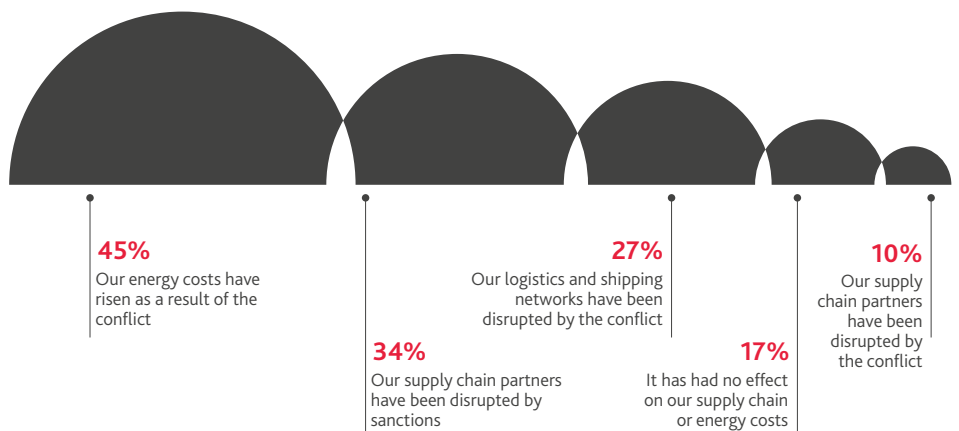 45%
Our energy costs have
risen as a result of the
conflict
34%
Our supply chain partners
have been disrupted by
sanctions
27%
Our logistics and shipping
networks have been
disrupted by the conflict
17%
It has had no effect
on our supply chain
or energy costs
10%
Our supply
chain partners
have been
disrupted by
the conflict